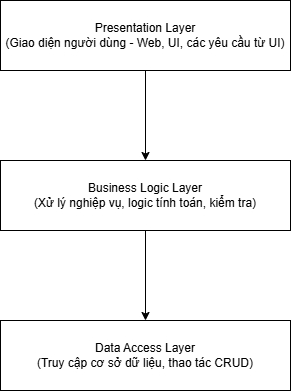 Presentation Layer
(Giao diện người dùng - Web, UI, các yêu cầu từ UI)
Business Logic Layer
(Xử lý nghiệp vụ, logic tính toán, kiểm tra)
Data Access Layer
(Truy cập cơ sở dữ liệu, thao tác CRUD)